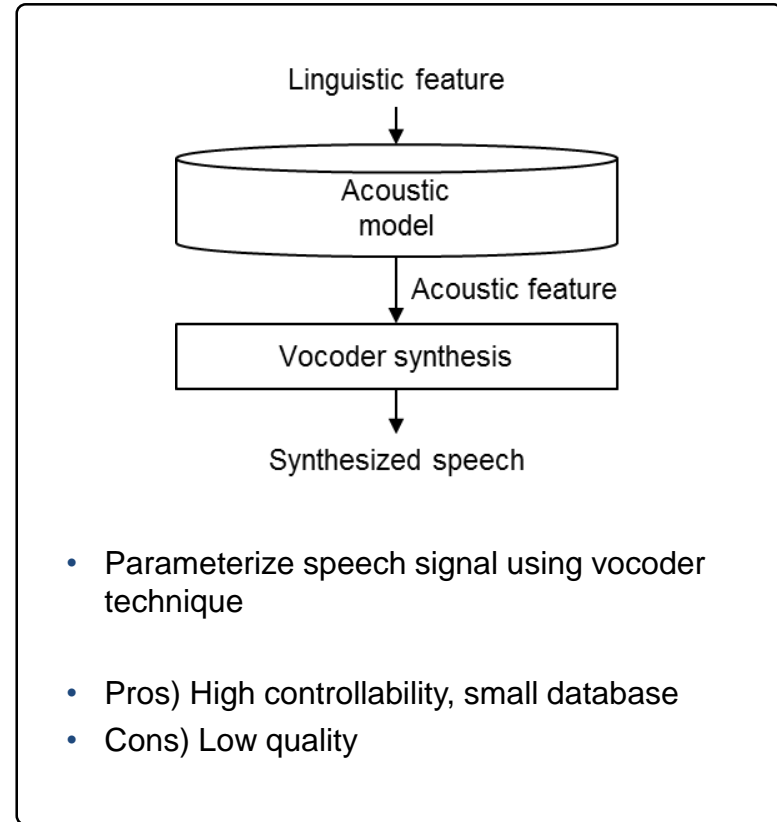 Linguistic feature
Acoustic
model
Acoustic feature
Vocoder synthesis
Synthesized speech
• Parameterize speech signal using vocoder
technique
• Pros) High controllability, small database
• Cons) Low quality